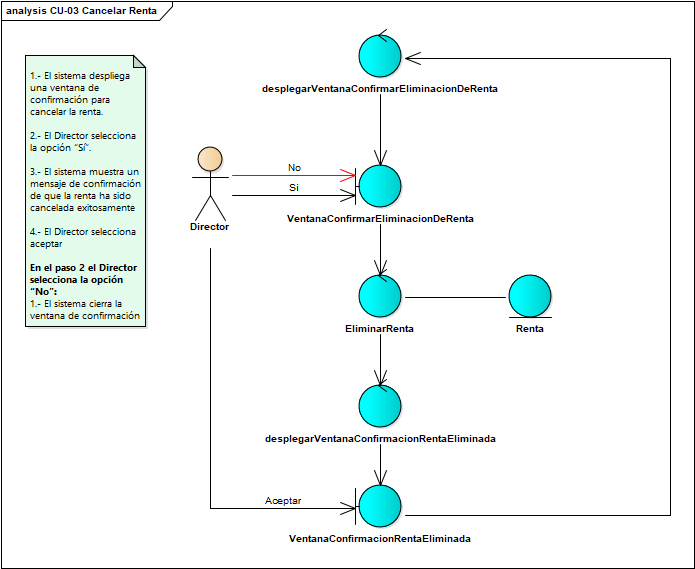 analysis CU-03 Cancelar Renta
1.- El sistema despliega
una ventana de
confirmación para
cancelar la renta.
2.- El Director selecciona
la opción “Sí”.
3.- El sistema muestra un
mensaje de confirmación
de que la renta ha sido
cancelada exitosamente
4.- El Director selecciona
aceptar
En el paso 2 el Director
selecciona la opción
“No”:
1.- El sistema cierra la
ventana de confirmación
desplegarVentanaConfirmarEliminacionDeRenta
No
Si
Director
VentanaConfirmarEliminacionDeRenta
EliminarRenta
Renta
desplegarVentanaConfirmacionRentaEliminada
Aceptar
VentanaConfirmacionRentaEliminada